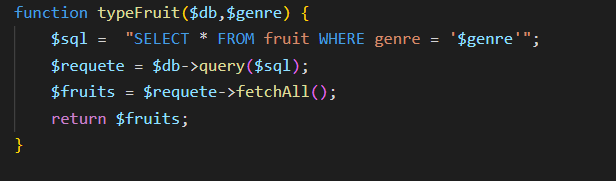 function typeFruit($db,$genre) {
    $sql =  "SELECT * FROM fruit WHERE genre = '$genre'";
    $requete = $db->query($sql);
    $fruits = $requete->fetchAll();
    return $fruits;
}